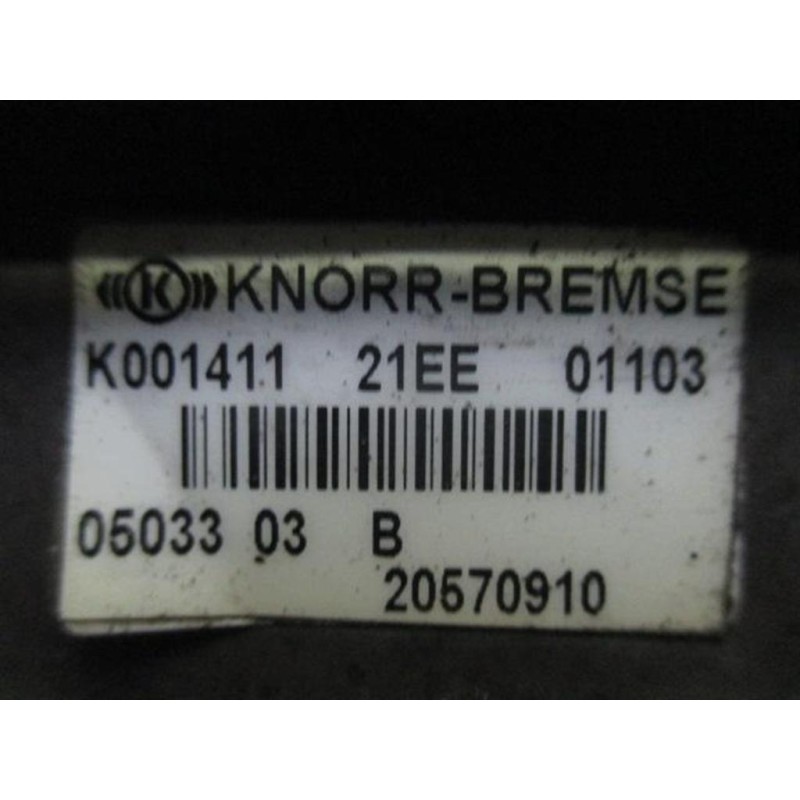 K KNORR-BREMSE
K001411 21EE 01103
05033 03 B
20570910